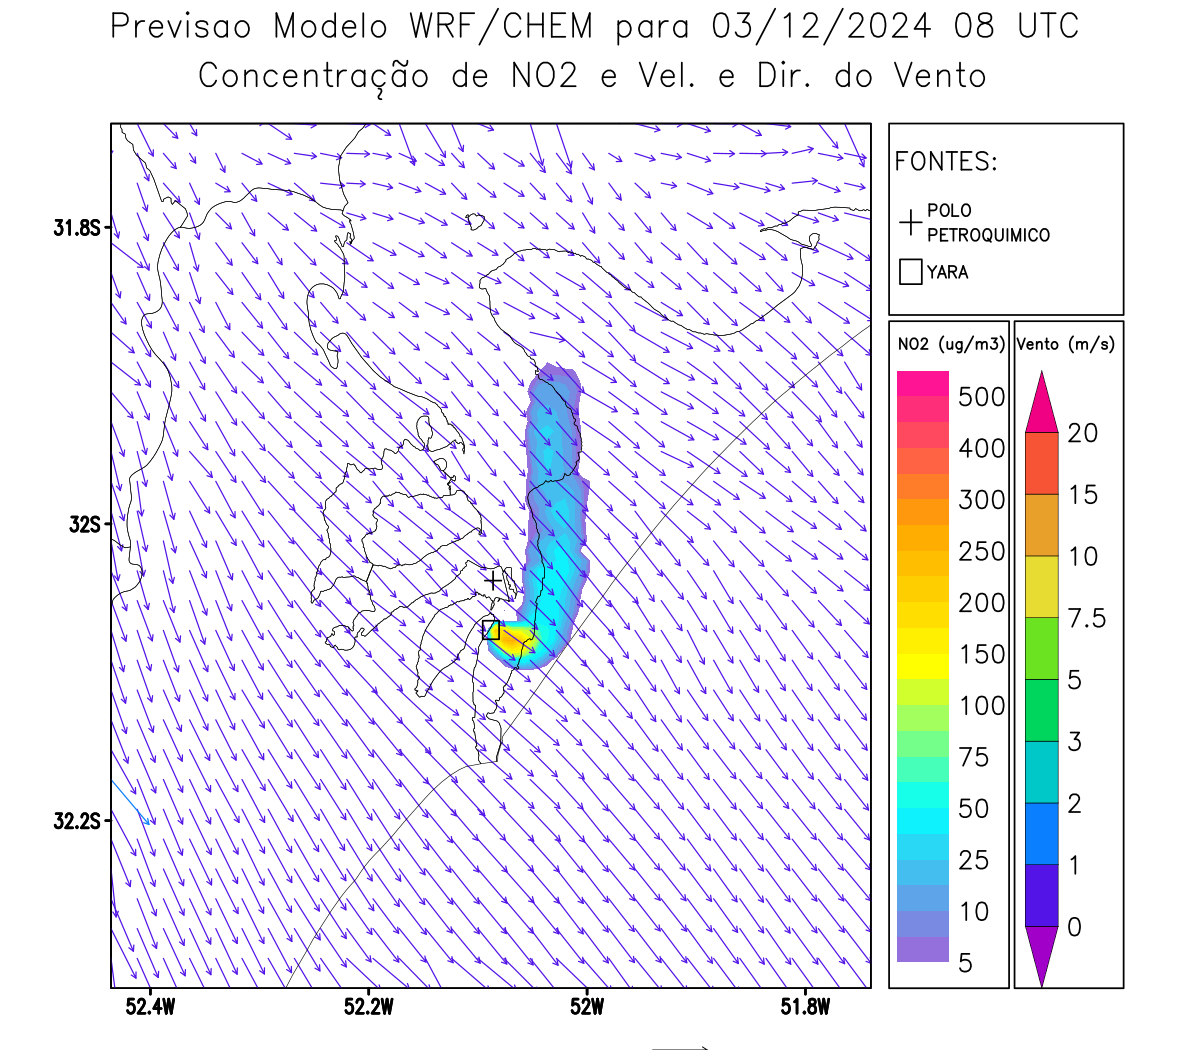 Previsao Modelo WRF/CHEM para 03/12/2024 08 UTC
Concentração de NO2 e Vel. e Dir. do Vento
FONTES:
POLO
PETROQUIMICO
YARA
NO2 (ug/m3)
500
400
300
250
200
150
100
75
50
25
10
5
Vento (m/s)
20
15
10
7.5
5
3
2
1
0
31.8S
32S
32.2S
52.4W
52.2W
52W
51.8W